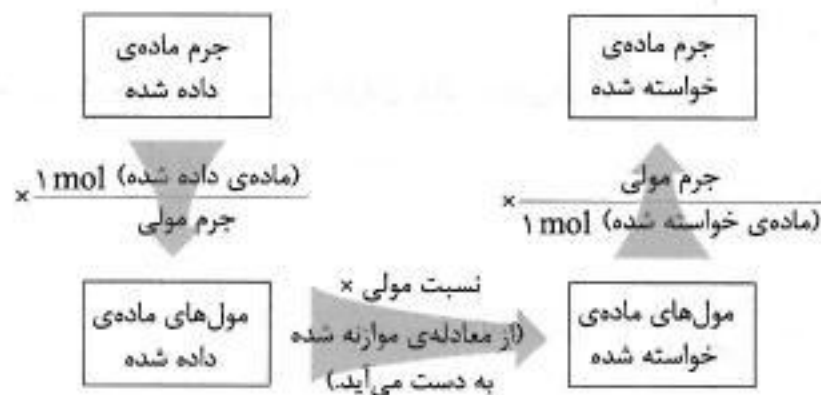 جرم ماده‌ی
داده شده
× ۱ mol (ماده‌ی داده شده)
جرم مولی
مول‌های ماده‌ی
داده شده
نسبت مولی ×
(از معادله‌ی موازنه شده
به دست می‌آید.)
مول‌های ماده‌ی
خواسته شده
جرم مولی
× ۱ mol (ماده‌ی خواسته شده)
جرم ماده‌ی
خواسته شده